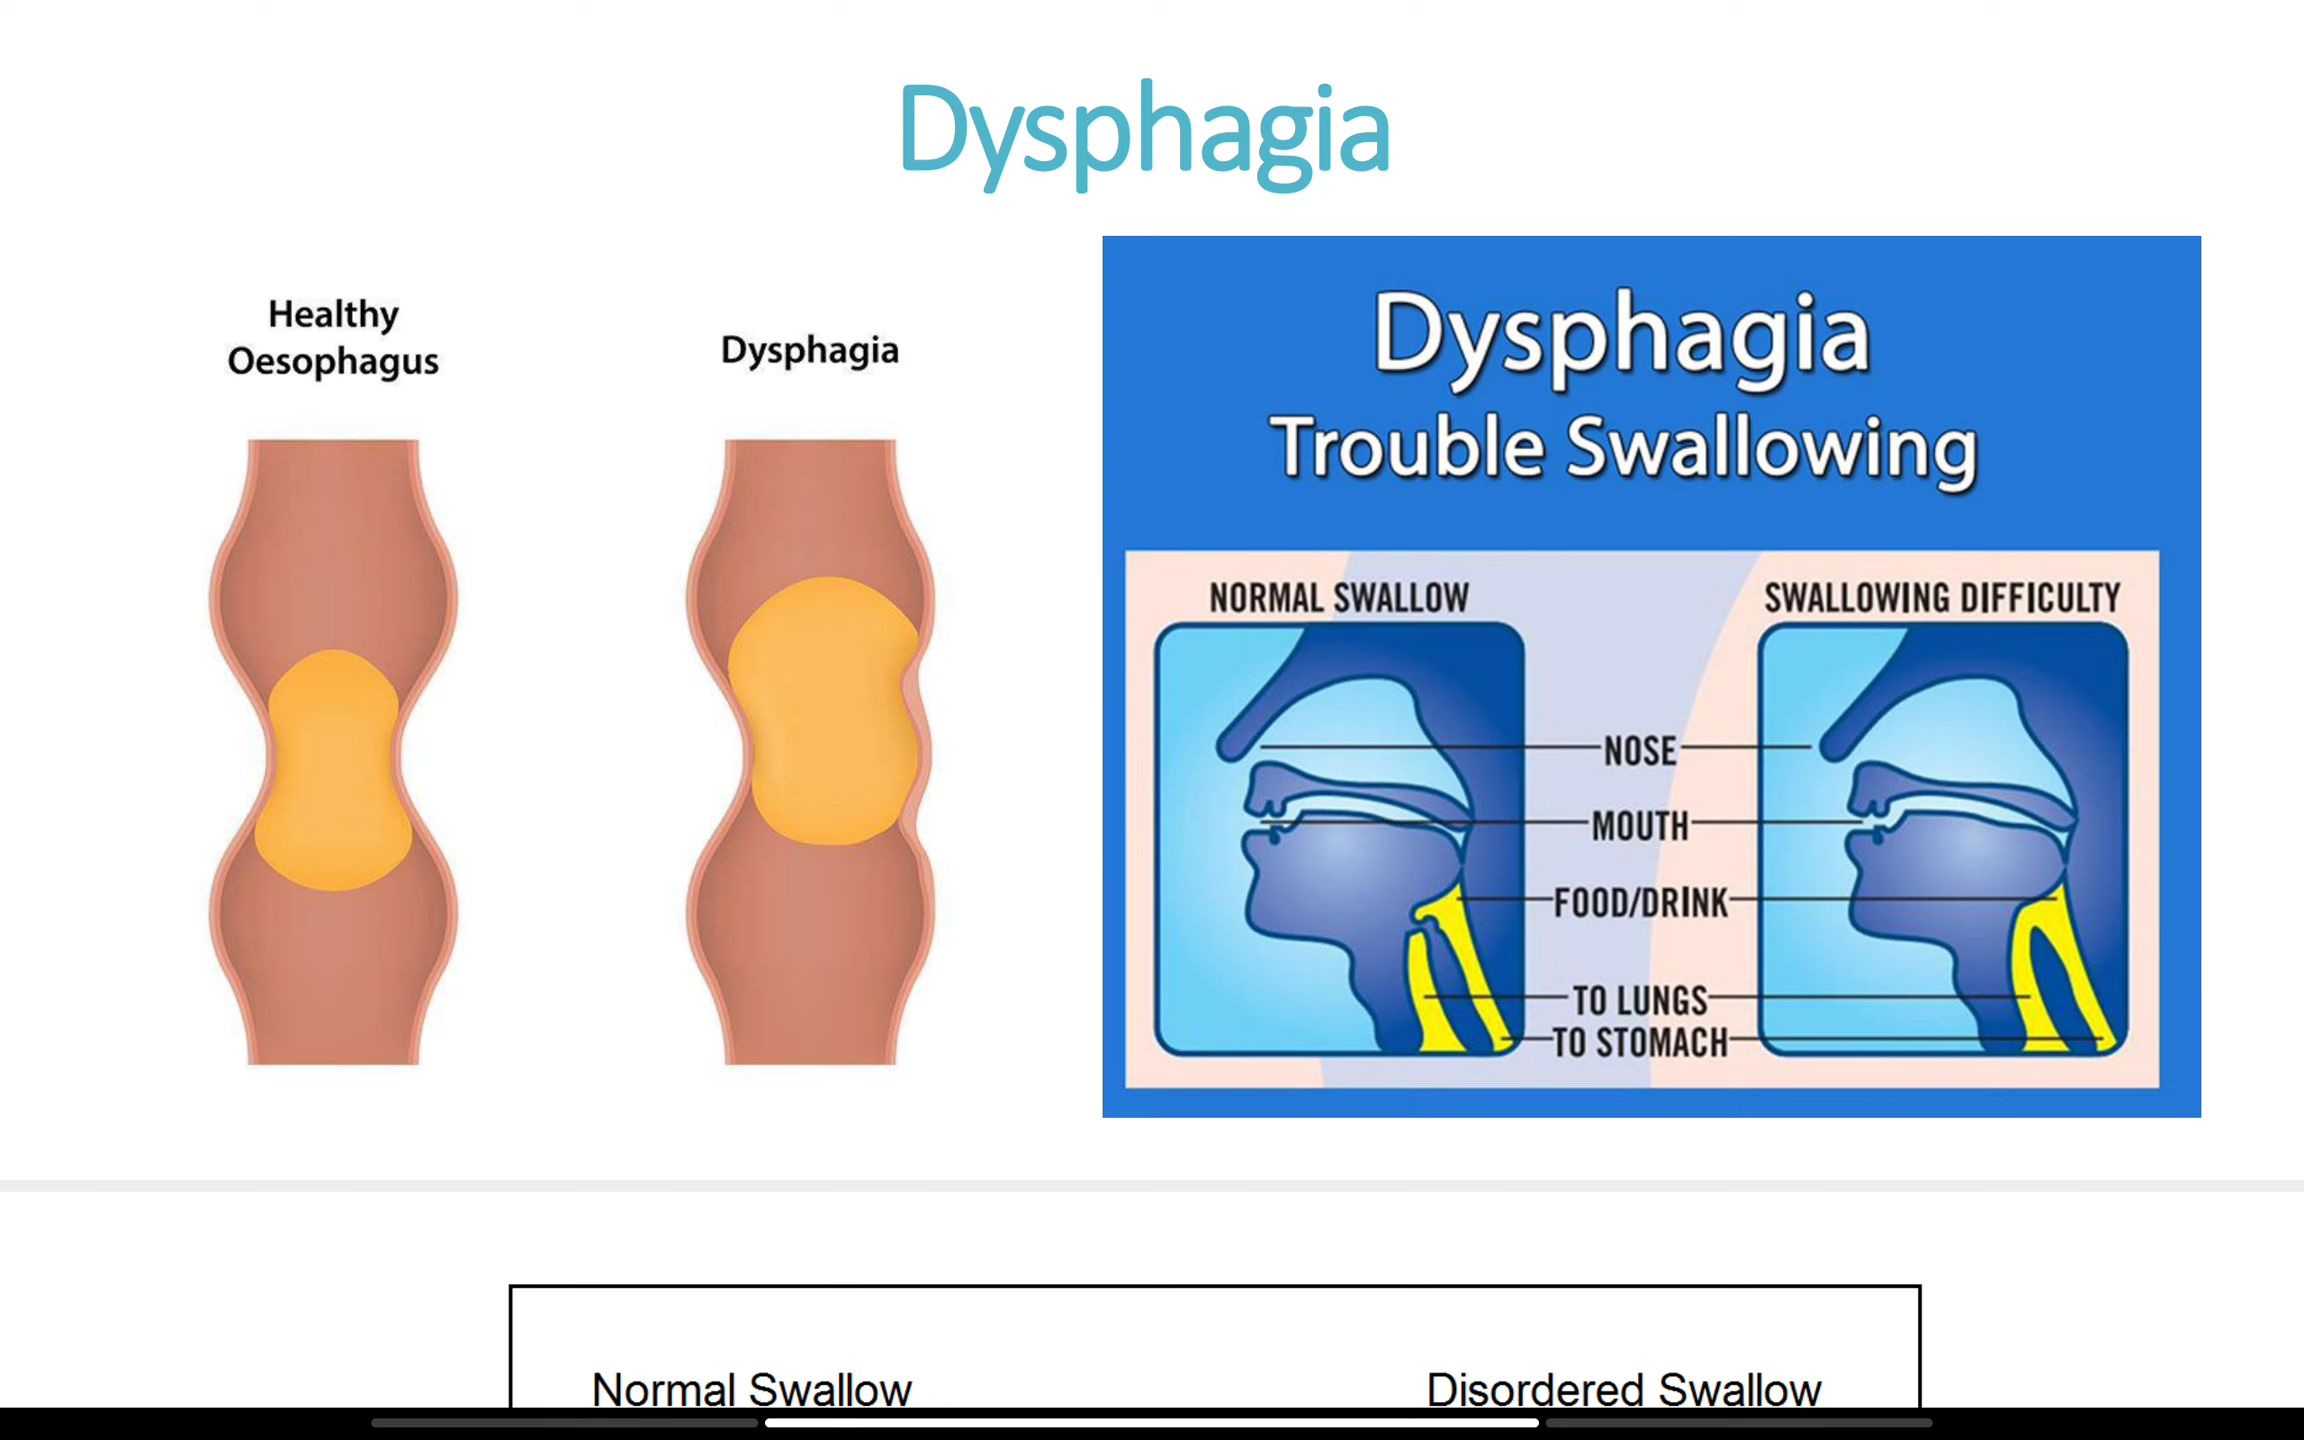 Dysphagia
Healthy
Oesophagus
Dysphagia
Dysphagia
Trouble Swallowing
NORMAL SWALLOW
SWALLOWING DIFFICULTY
NOSE
MOUTH
FOOD/DRINK
TO LUNGS
TO STOMACH
Normal Swallow
Disordered Swallow